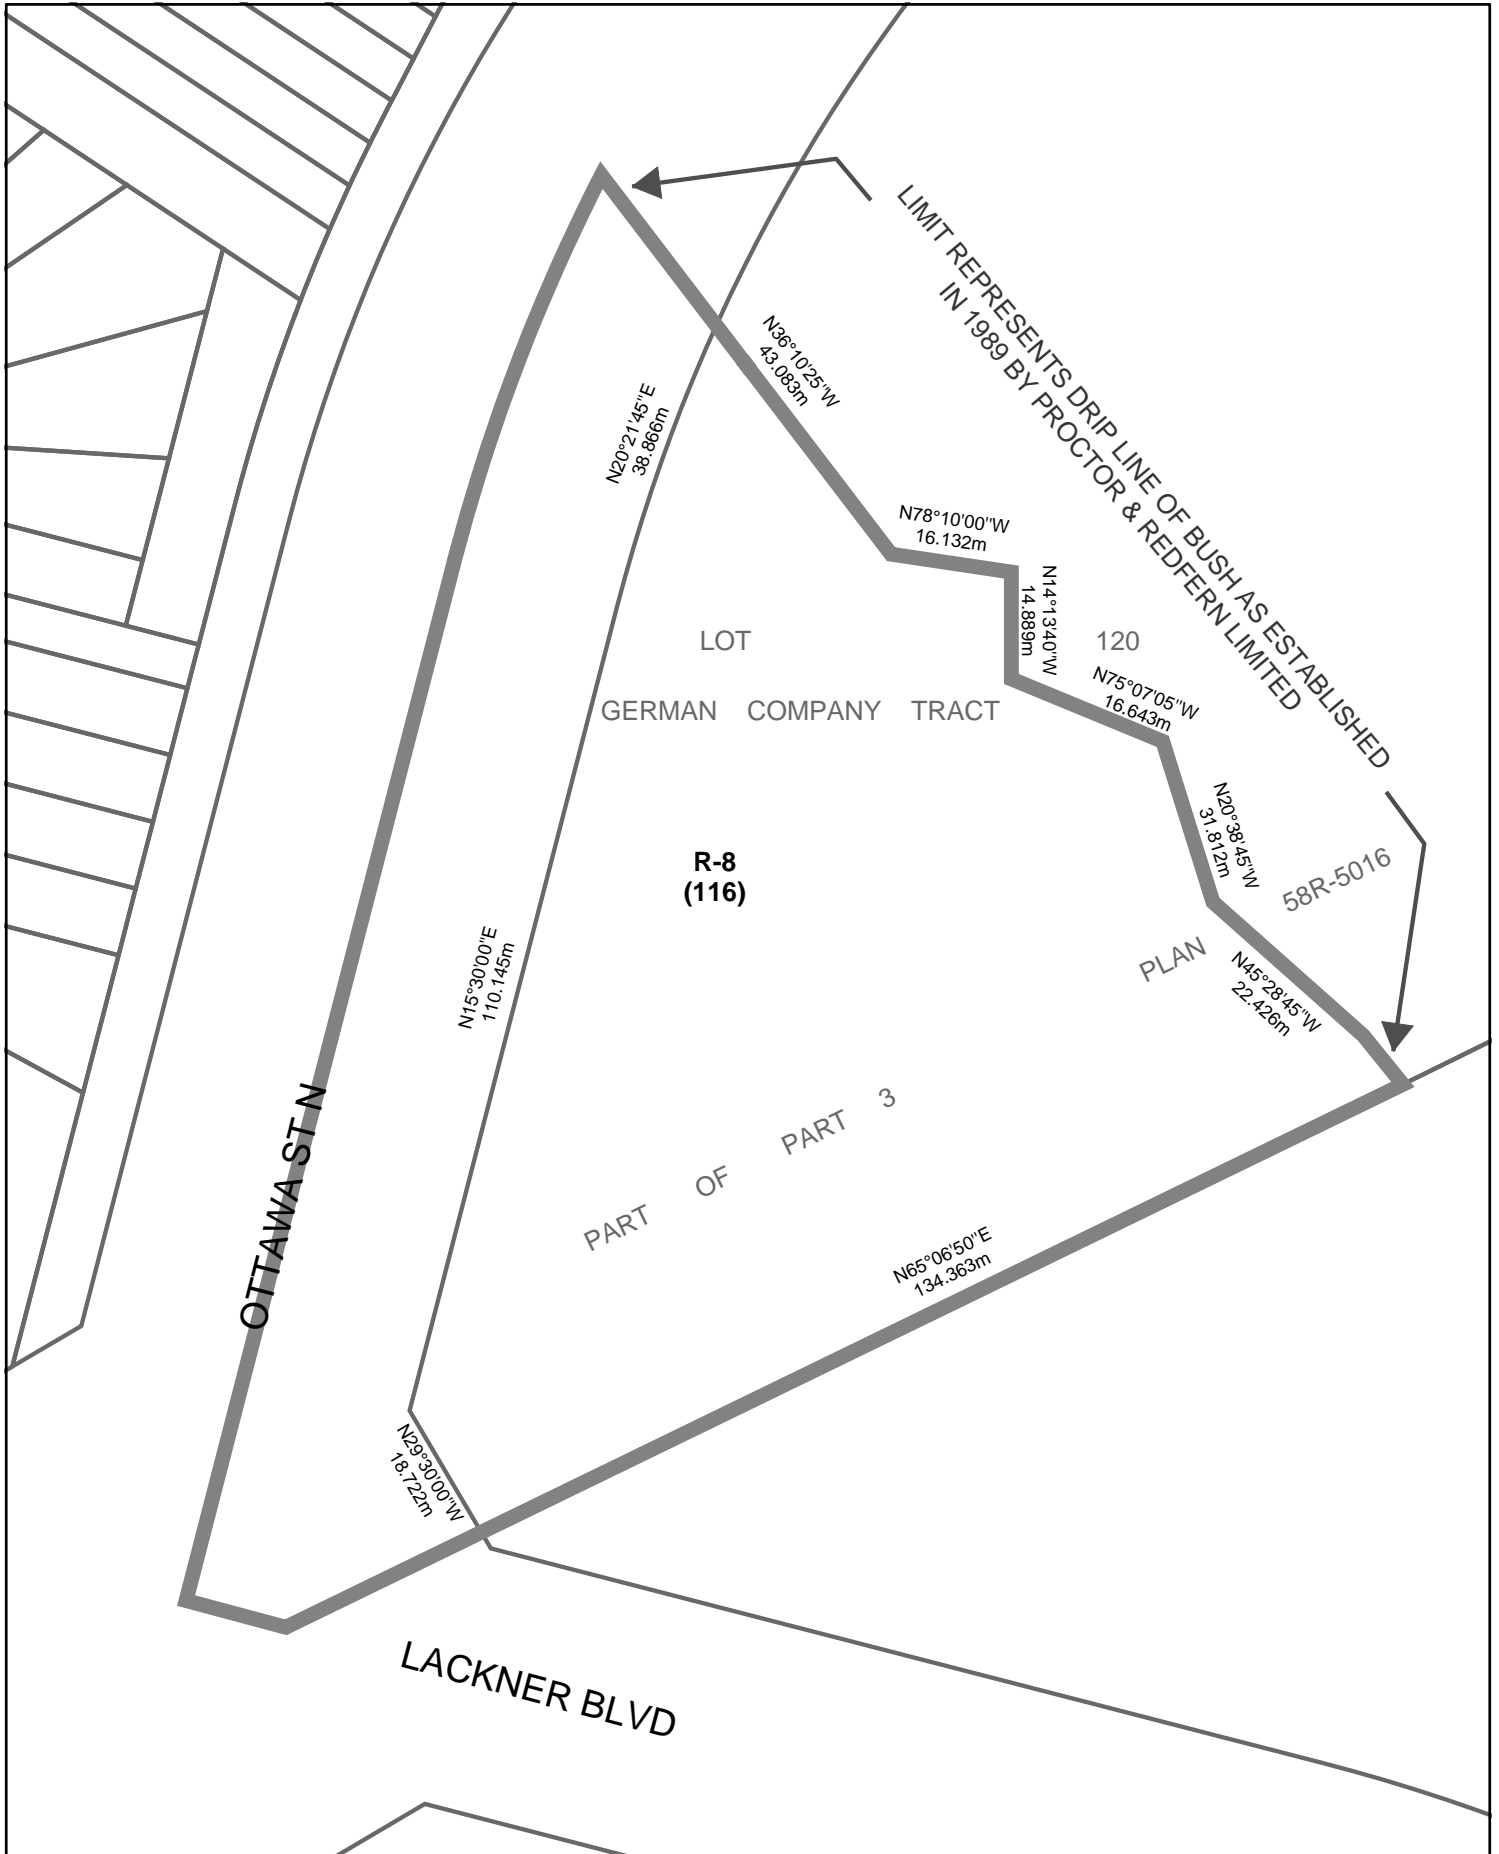 LIMIT REPRESENTS DRIP LINE OF BUSH AS ESTABLISHED
IN 1989 BY PROCTOR & REDFERN LIMITED
N36°10'25"W
43.083m
N20°21'45"E
38.866m
N78°10'00"W
16.132m
N14°13'40"W
14.889m
LOT 120
GERMAN COMPANY TRACT
N75°07'05"W
16.643m
N20°38'45"W
31.812m
R-8
(116)
PLAN 58R-5016
N45°28'45"W
22.426m
N15°30'00"E
110.145m
PART OF PART 3
OTTAWA ST N
N65°06'50"E
134.363m
N29°30'00"W
18.722m
LACKNER BLVD